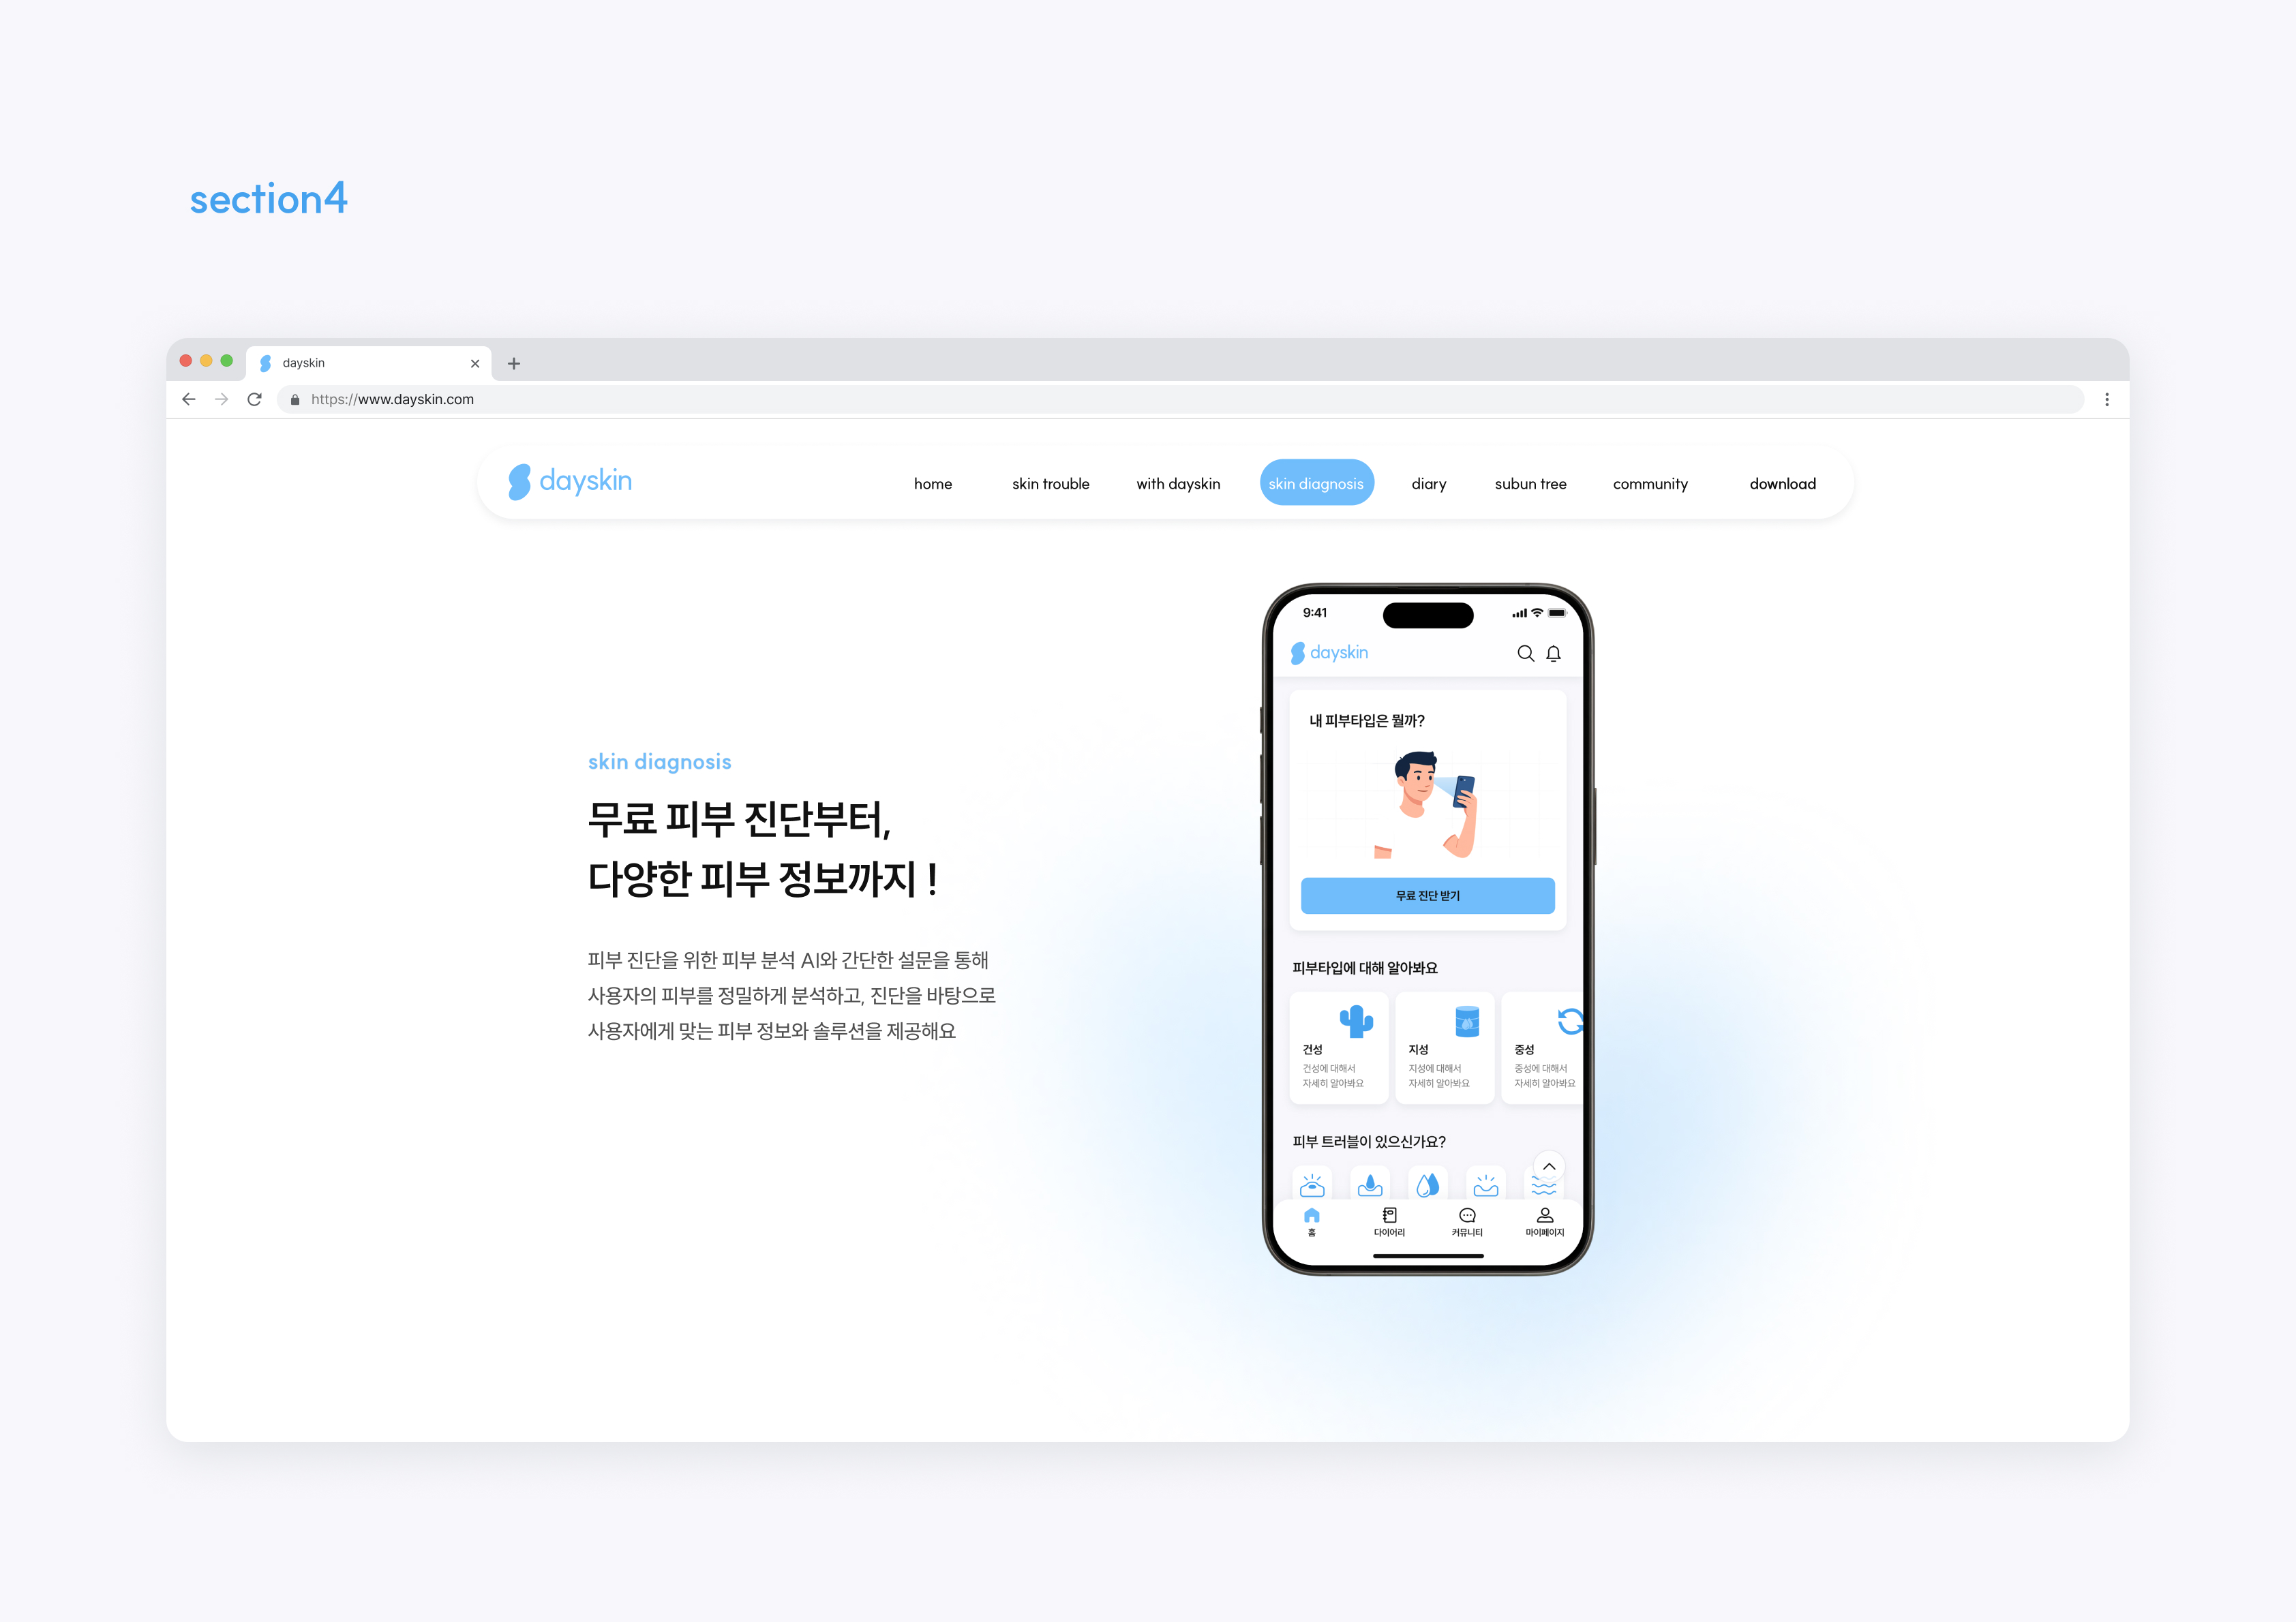 section4
dayskin
https://www.dayskin.com
dayskin
home
skin trouble
with dayskin
skin diagnosis
diary
subun tree
community
download
skin diagnosis
무료 피부 진단부터,
다양한 피부 정보까지 !
피부 진단을 위한 피부 분석 AI와 간단한 설문을 통해
사용자의 피부를 정밀하게 분석하고, 진단을 바탕으로
사용자에게 맞는 피부 정보와 솔루션을 제공해요
9:41
dayskin
내 피부타입은 뭘까?
무료 진단 받기
피부타입에 대해 알아봐요
건성
건성에 대해서
자세히 알아봐요
지성
지성에 대해서
자세히 알아봐요
중성
중성에 대해서
자세히 알아봐요
피부 트러블이 있으신가요?
홈
다이어리
커뮤니티
마이페이지